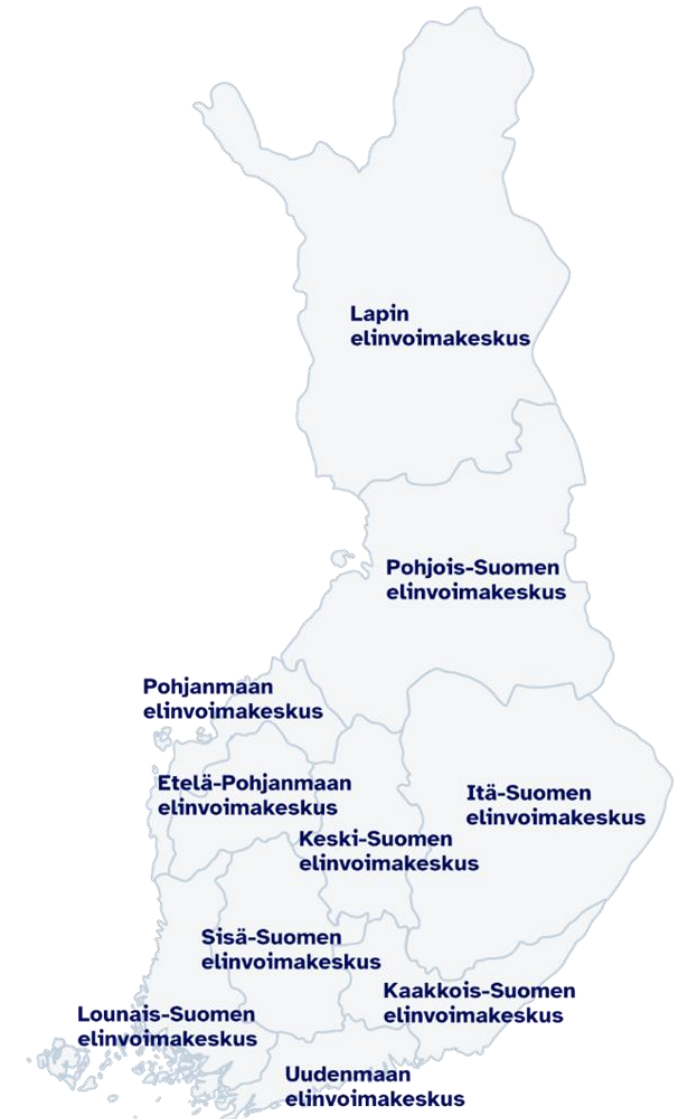 Lapin
elinvoimakeskus
Pohjois-Suomen
elinvoimakeskus
Pohjanmaan
elinvoimakeskus
Etelä-Pohjanmaan
elinvoimakeskus
Itä-Suomen
elinvoimakeskus
Keski-Suomen
elinvoimakeskus
Sisä-Suomen
elinvoimakeskus
Kaakkois-Suomen
elinvoimakeskus
Lounais-Suomen
elinvoimakeskus
Uudenmaan
elinvoimakeskus